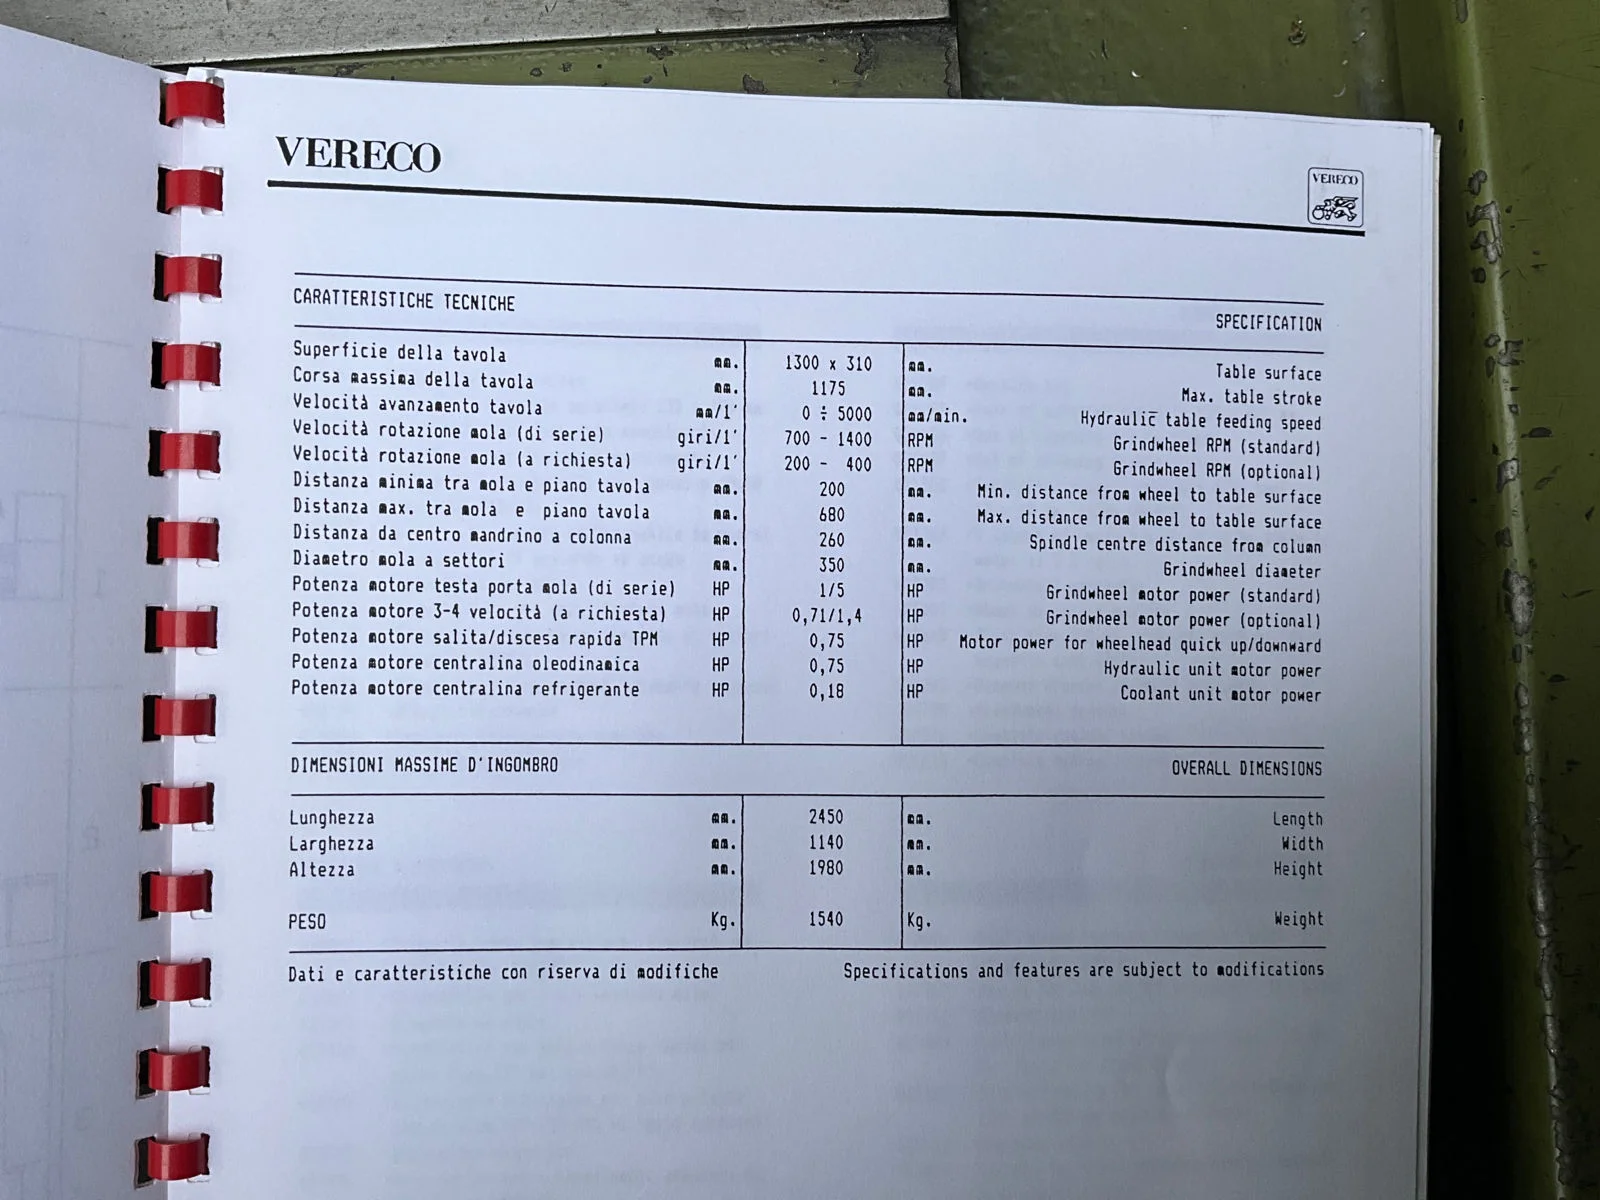 VERECO
VERECO
CARATTERISTICHE TECNICHE SPECIFICATION
Superficie della tavola mm. 1300 x 310 mm. Table surface
Corsa massima della tavola mm. 1175 mm. Max. table stroke
Velocità avanzamento tavola mm/1' 0 ÷ 5000 mm/min. Hydraulic table feeding speed
Velocità rotazione mola (di serie) giri/1' 700 - 1400 RPM Grindwheel RPM (standard)
Velocità rotazione mola (a richiesta) giri/1' 200 - 400 RPM Grindwheel RPM (optional)
Distanza minima tra mola e piano tavola mm. 200 mm. Min. distance from wheel to table surface
Distanza max. tra mola e piano tavola mm. 680 mm. Max. distance from wheel to table surface
Distanza da centro mandrino a colonna mm. 260 mm. Spindle centre distance from column
Diametro mola a settori mm. 350 mm. Grindwheel diameter
Potenza motore testa porta mola (di serie) HP 1/5 HP Grindwheel motor power (standard)
Potenza motore 3-4 velocità (a richiesta) HP 0,71/1,4 HP Grindwheel motor power (optional)
Potenza motore salita/discesa rapida TPM HP 0,75 HP Motor power for wheelhead quick up/downward
Potenza motore centralina oleodinamica HP 0,75 HP Hydraulic unit motor power
Potenza motore centralina refrigerante HP 0,18 HP Coolant unit motor power
DIMENSIONI MASSIME D'INGOMBRO OVERALL DIMENSIONS
Lunghezza mm. 2450 mm. Length
Larghezza mm. 1140 mm. Width
Altezza mm. 1980 mm. Height
PESO Kg. 1540 Kg. Weight
Dati e caratteristiche con riserva di modifiche Specifications and features are subject to modifications